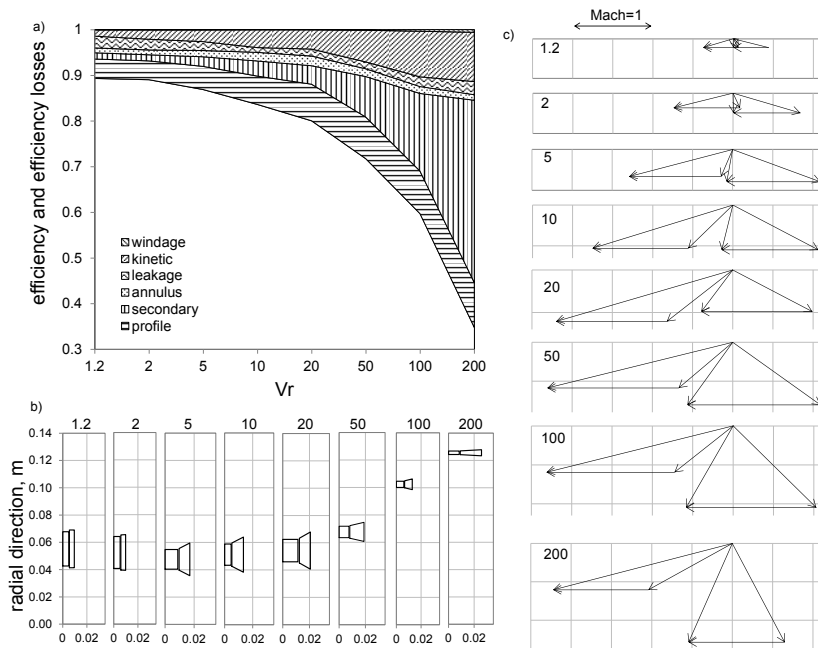 a)
efficiency and efficiency losses
1
0.9
0.8
0.7
0.6
0.5
0.4
0.3
windage
kinetic
leakage
annulus
secondary
profile
1.2 2 5 10 20 50 100 200
Vr
b)
1.2 2 5 10 20 50 100 200
radial direction, m
0.14
0.12
0.10
0.08
0.06
0.04
0.02
0.00
0 0.02 0 0.02 0 0.02 0 0.02 0 0.02 0 0.02 0 0.02 0 0.02
c)
Mach=1
1.2
2
5
10
20
50
100
200